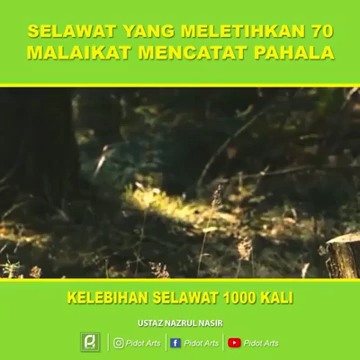 SELAWAT YANG MELETIHKAN 70
MALAIKAT MENCATAT PAHALA
KELEBIHAN SELAWAT 1000 KALI
USTAZ NAZRUL NASIR
Pidot Arts
Pidot Arts
Pidot Arts